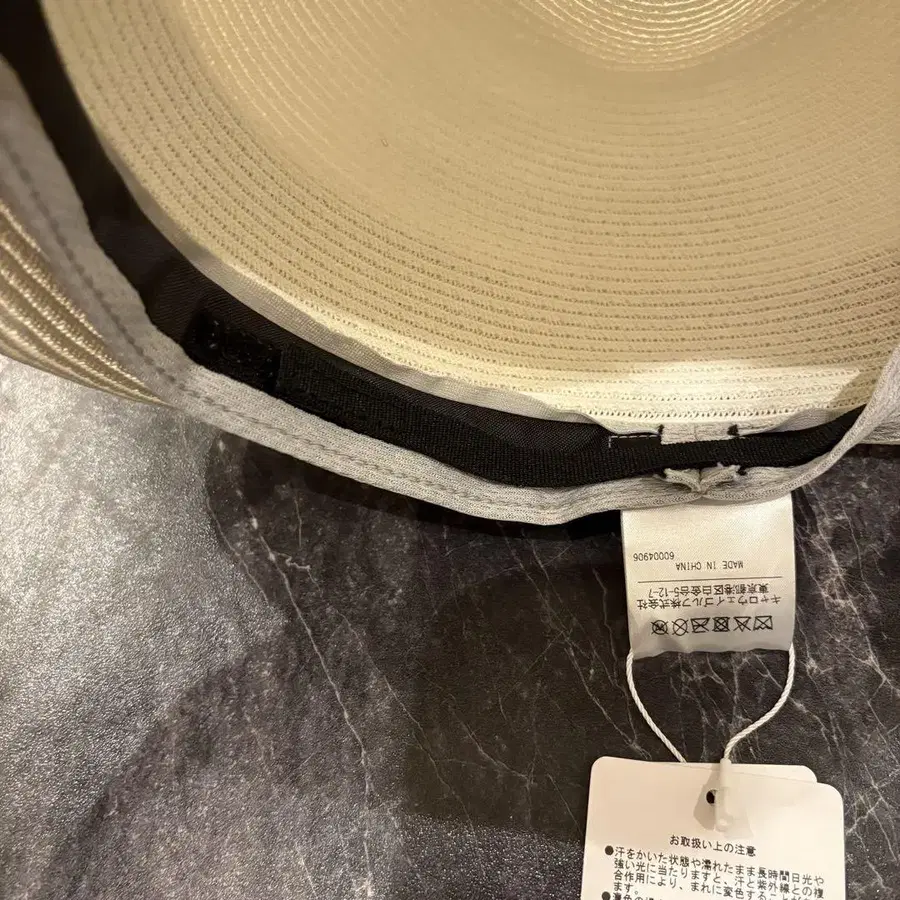 キャロウェイゴルフ株式会社
東京都港区白金台5-12-7
MADE IN CHINA
60004906
お取扱い上の注意
●汗をかいた状態や濡れたまま長時間日光や
強い光に当たりますと、汗と紫外線との複
合作用により、まれに変色することが
ます。